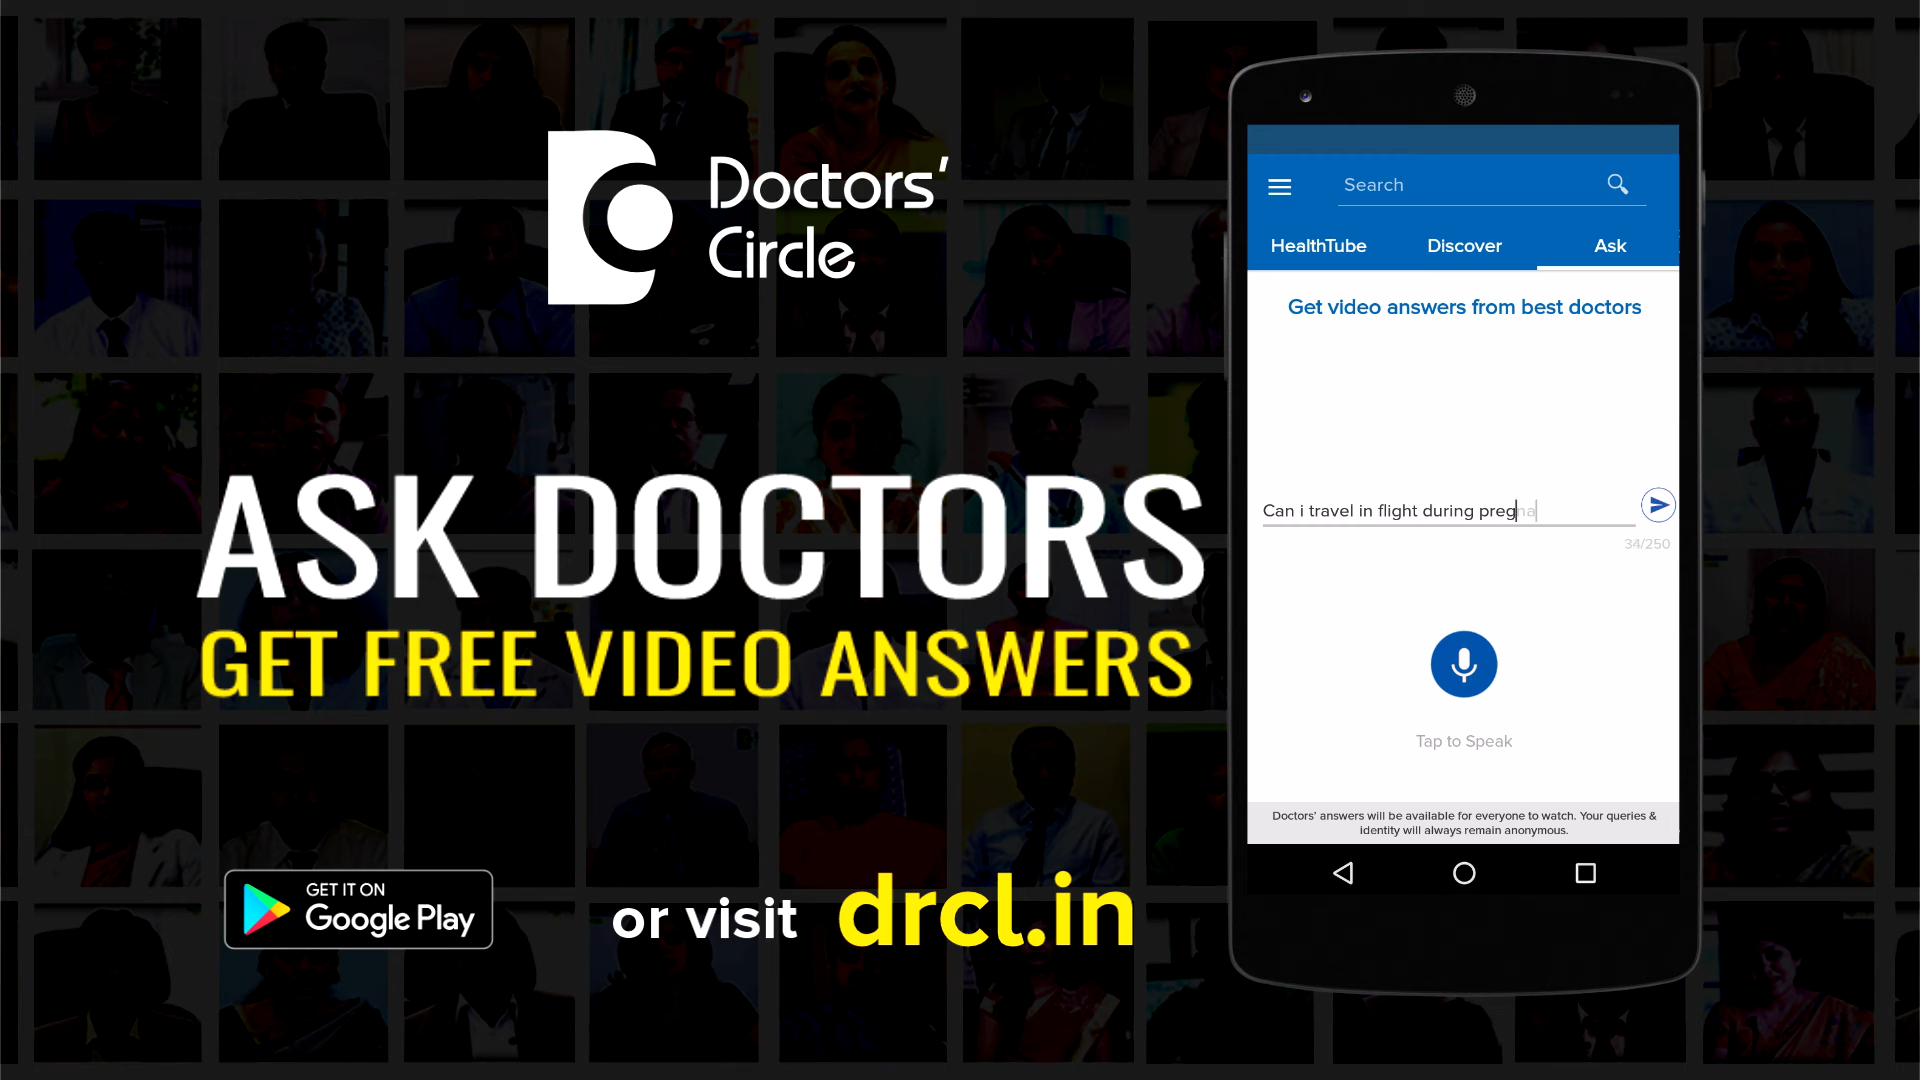 Doctors'
Circle
ASK DOCTORS
GET FREE VIDEO ANSWERS
GET IT ON
Google Play
or visit drcl.in
Search
HealthTube Discover Ask
Get video answers from best doctors
Can i travel in flight during pregna
34/250
Tap to Speak
Doctors' answers will be available for everyone to watch. Your queries &
identity will always remain anonymous.